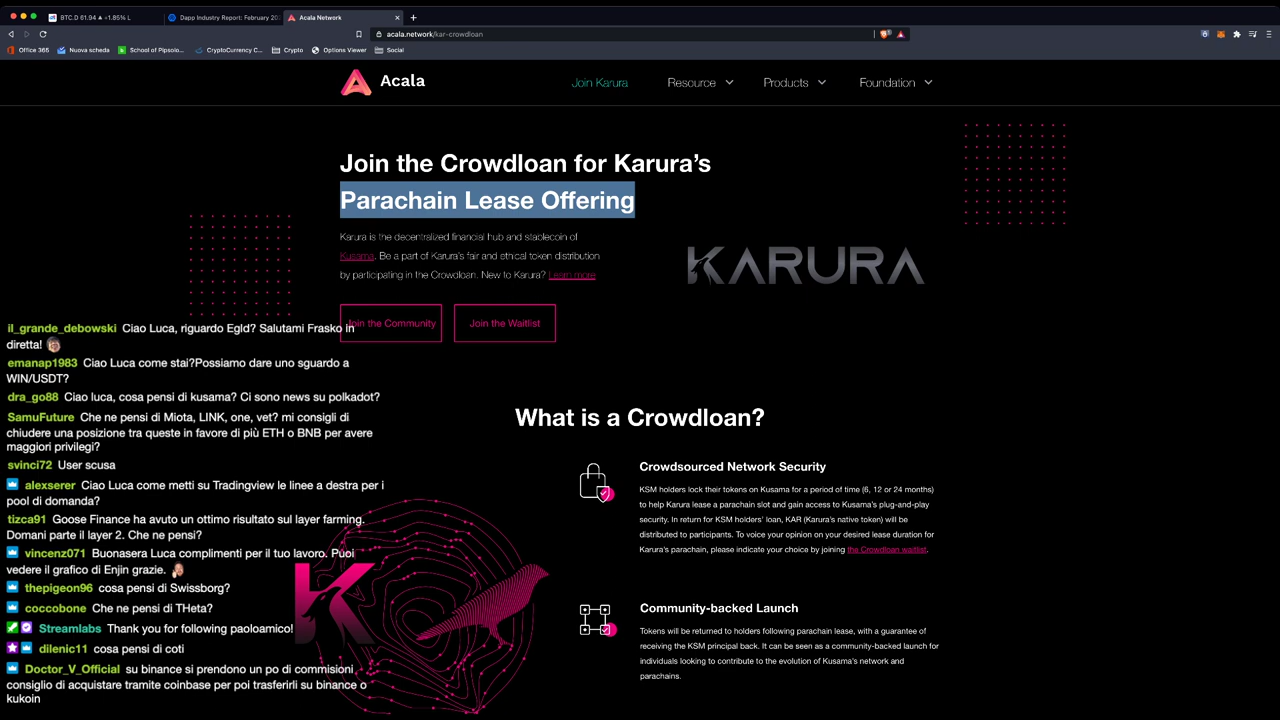 BTC.D 61.94 ▲ +1.85% L
Dapp Industry Report: February 20
Acala Network
acala.network/kar-crowdloan
Office 365
Nuova scheda
School of Pipsolo...
CryptoCurrency C...
Crypto
Options Viewer
Social
Acala
Join Karura
Resource
Products
Foundation
Join the Crowdloan for Karura's
Parachain Lease Offering
Karura is the decentralized financial hub and stablecoin of
Kusama. Be a part of Karura's fair and ethical token distribution
by participating in the Crowdloan. New to Karura? Learn more
KARURA
Join the Community
Join the Waitlist
il_grande_debowski Ciao Luca, riguardo Egld? Salutami Frasko in
diretta!
emanap1983 Ciao Luca come stai?Possiamo dare uno sguardo a
WIN/USDT?
dra_go88 Ciao luca, cosa pensi di kusama? Ci sono news su polkadot?
SamuFuture Che ne pensi di Miota, LINK, one, vet? mi consigli di
chiudere una posizione tra queste in favore di più ETH o BNB per avere
maggiori privilegi?
svinci72 User scusa
alexserer Ciao Luca come metti su Tradingview le linee a destra per i
pool di domanda?
tizca91 Goose Finance ha avuto un ottimo risultato sul layer farming.
Domani parte il layer 2. Che ne pensi?
vincenz071 Buonasera Luca complimenti per il tuo lavoro. Puoi
vedere il grafico di Enjin grazie.
thepigeon96 cosa pensi di Swissborg?
coccobone Che ne pensi di THeta?
Streamlabs Thank you for following paoloamico!
dilenic11 cosa pensi di coti
Doctor_V_Official su binance si prendono un po di commisioni
consiglio di acquistare tramite coinbase per poi trasferirli su binance o
kukoin
What is a Crowdloan?
Crowdsourced Network Security
KSM holders lock their tokens on Kusama for a period of time (6, 12 or 24 months)
to help Karura lease a parachain slot and gain access to Kusama's plug-and-play
security. In return for KSM holders' loan, KAR (Karura's native token) will be
distributed to participants. To voice your opinion on your desired lease duration for
Karura's parachain, please indicate your choice by joining the Crowdloan waitlist.
Community-backed Launch
Tokens will be returned to holders following parachain lease, with a guarantee of
receiving the KSM principal back. It can be seen as a community-backed launch for
individuals looking to contribute to the evolution of Kusama's network and
parachains.